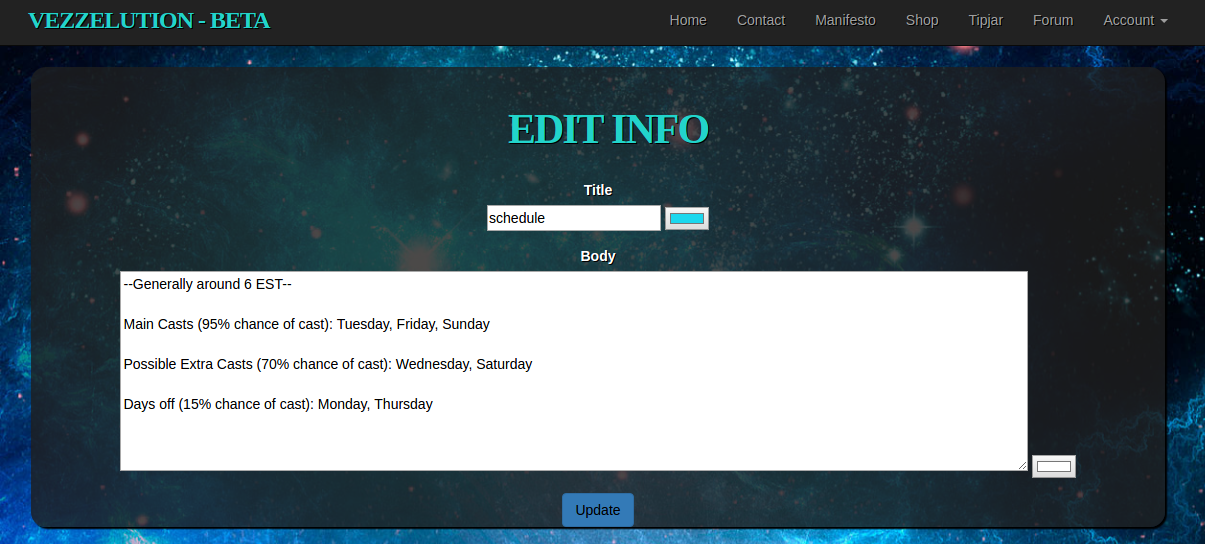 VEZZELUTION - BETA
Home Contact Manifesto Shop Tipjar Forum Account
EDIT INFO
Title
schedule
Body
--Generally around 6 EST--
Main Casts (95% chance of cast): Tuesday, Friday, Sunday
Possible Extra Casts (70% chance of cast): Wednesday, Saturday
Days off (15% chance of cast): Monday, Thursday
Update